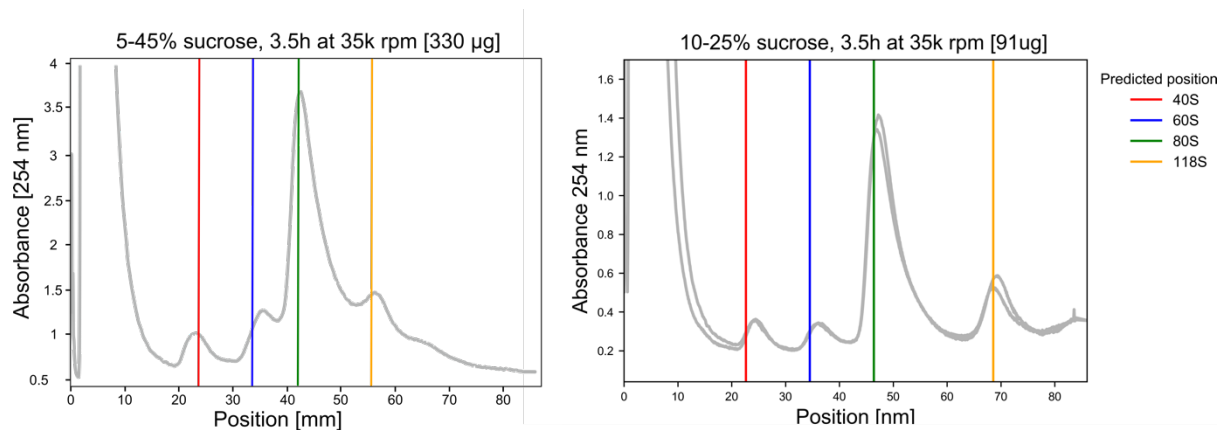 5-45% sucrose, 3.5h at 35k rpm [330 µg]
Absorbance [254 nm]
4
3.5
3
2.5
2
1.5
1
0.5
0 10 20 30 40 50 60 70 80
Position [mm]
10-25% sucrose, 3.5h at 35k rpm [91ug]
Absorbance 254 nm
1.6
1.4
1.2
1.0
0.8
0.6
0.4
0.2
0 10 20 30 40 50 60 70 80
Position [nm]
Predicted position
40S
60S
80S
118S